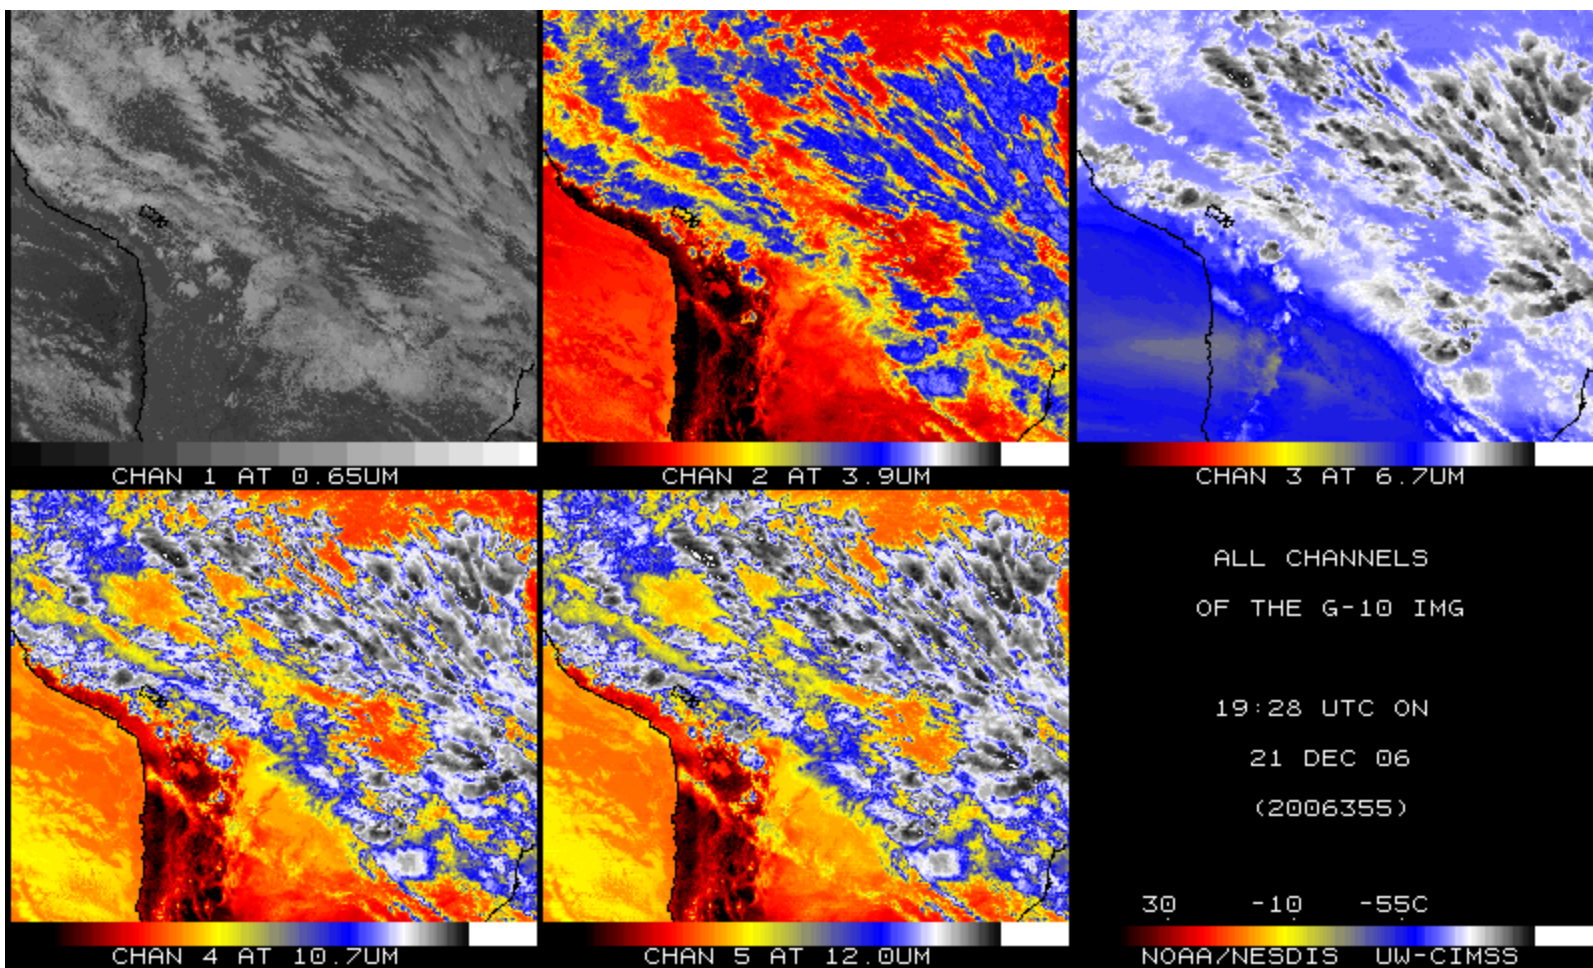 CHAN 1 AT 0.65UM
CHAN 2 AT 3.9UM
CHAN 3 AT 6.7UM
CHAN 4 AT 10.7UM
CHAN 5 AT 12.0UM
ALL CHANNELS
OF THE G-10 IMG
19:28 UTC ON
21 DEC 06
(2006355)
30 -10 -55C
NOAA/NESDIS UW-CIMSS